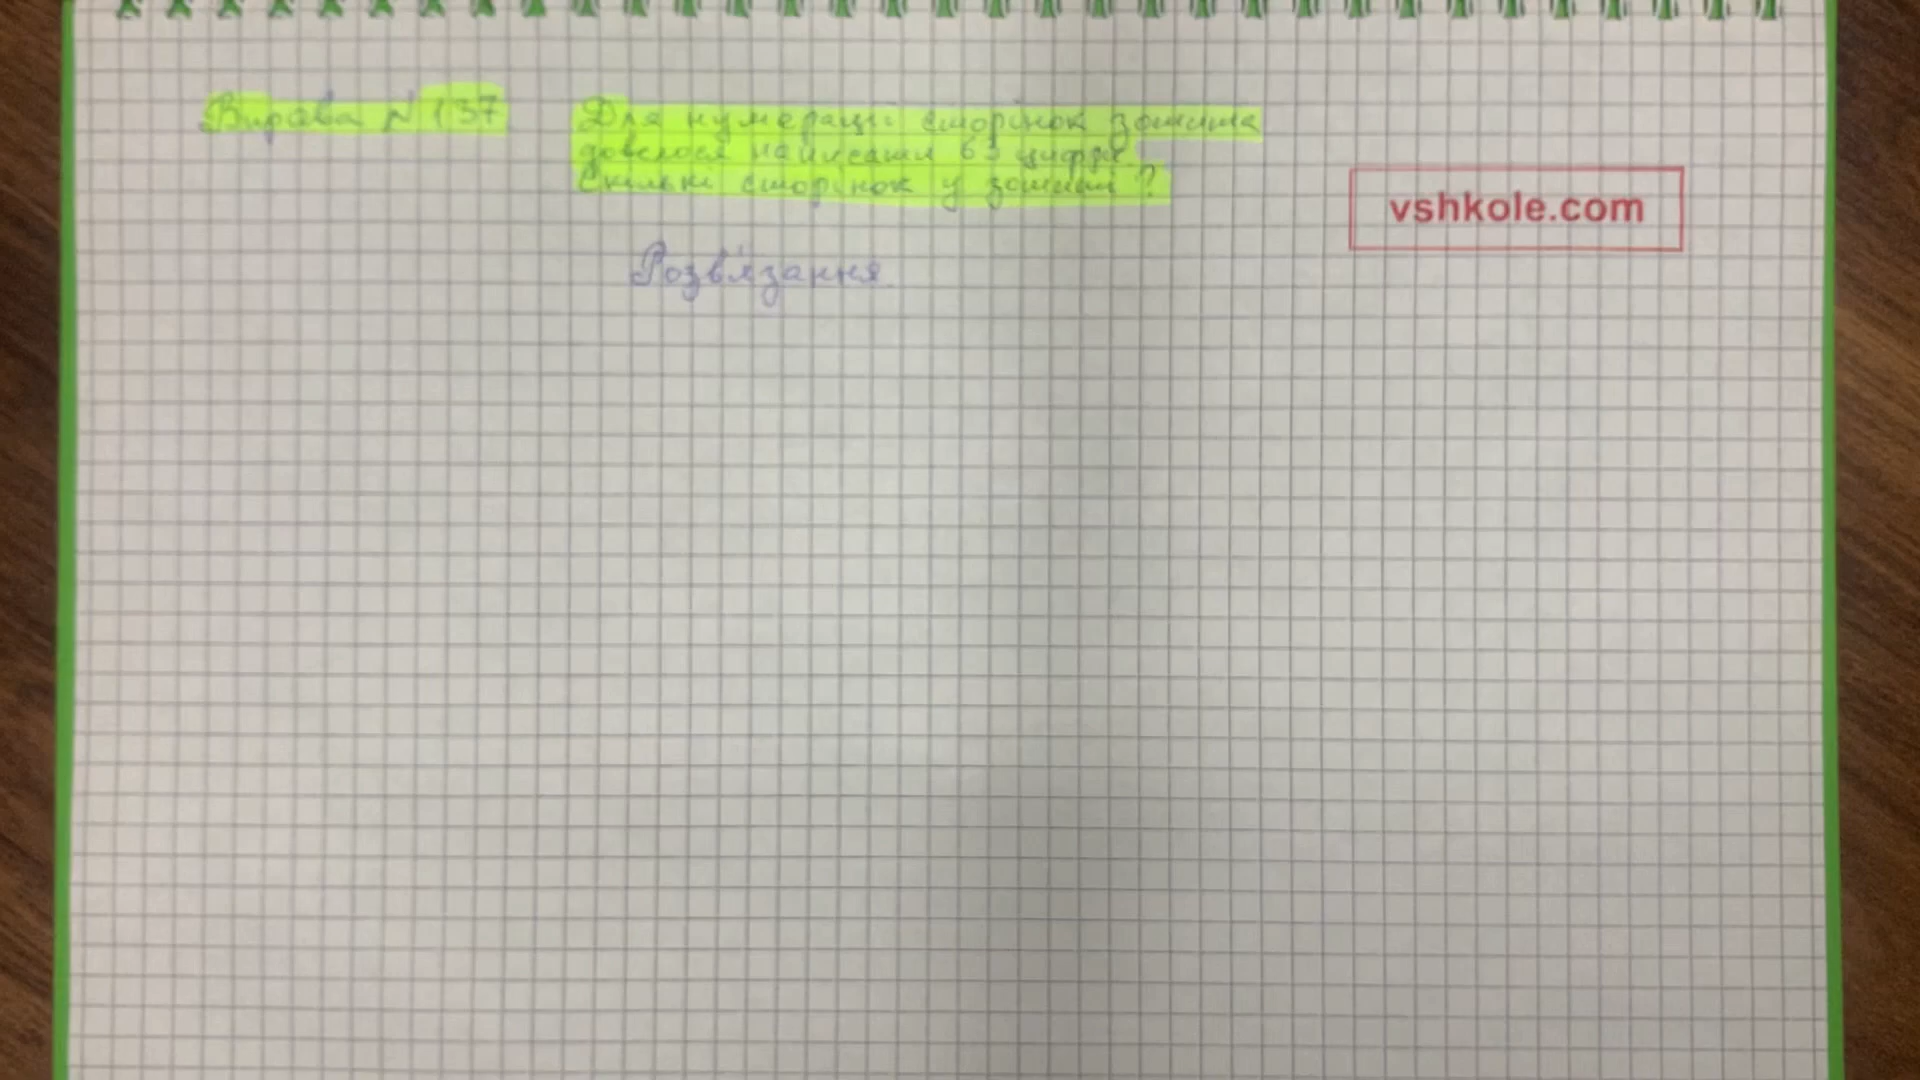 Вправа № 137
Для нумерації сторінок зошита
довелося написати 63 цифри.
Скільки сторінок у зошиті?
vshkole.com
Розв'язання